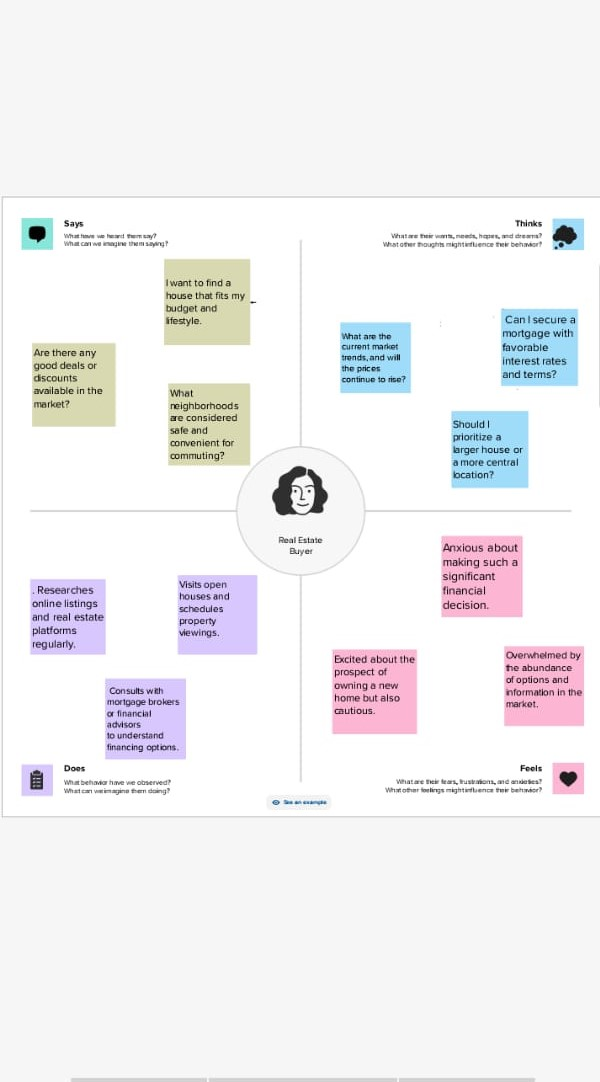 Says
What have we heard them say?
What can we imagine them saying?
Thinks
What are their wants, needs, hopes, and dreams?
What other thoughts might influence their behavior?
I want to find a
house that fits my
budget and
lifestyle.
Are there any
good deals or
discounts
available in the
market?
What
neighborhoods
are considered
safe and
convenient for
commuting?
What are the
current market
trends, and will
the prices
continue to rise?
Can I secure a
mortgage with
favorable
interest rates
and terms?
Should I
prioritize a
larger house or
a more central
location?
Real Estate
Buyer
. Researches
online listings
and real estate
platforms
regularly.
Visits open
houses and
schedules
property
viewings.
Consults with
mortgage brokers
or financial
advisors
to understand
financing options.
Anxious about
making such a
significant
financial
decision.
Excited about the
prospect of
owning a new
home but also
cautious.
Overwhelmed by
the abundance
of options and
information in the
market.
Does
What behavior have we observed?
What can we imagine them doing?
Feels
What are their fears, frustrations, and anxieties?
What other feelings might influence their behavior?
See an example